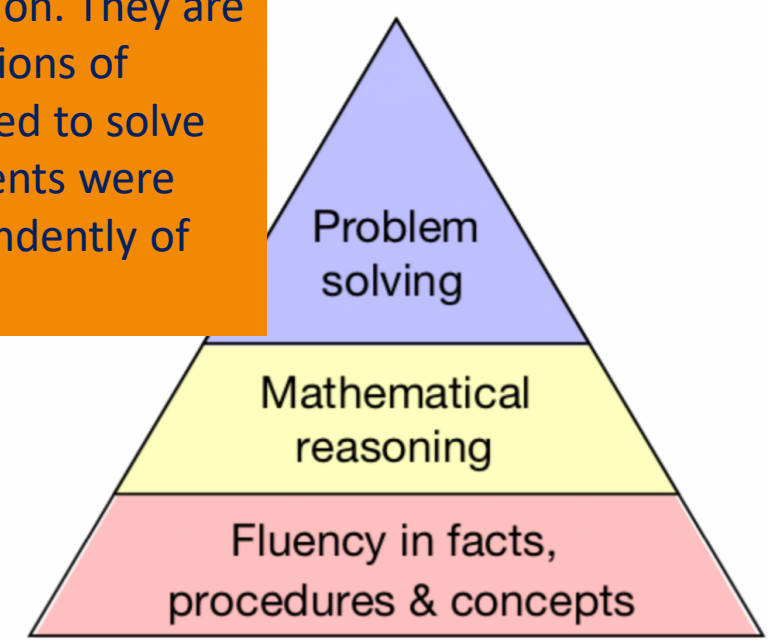 on. They are
ions of
ed to solve
ents were
ndently of
Problem
solving
Mathematical
reasoning
Fluency in facts,
procedures & concepts